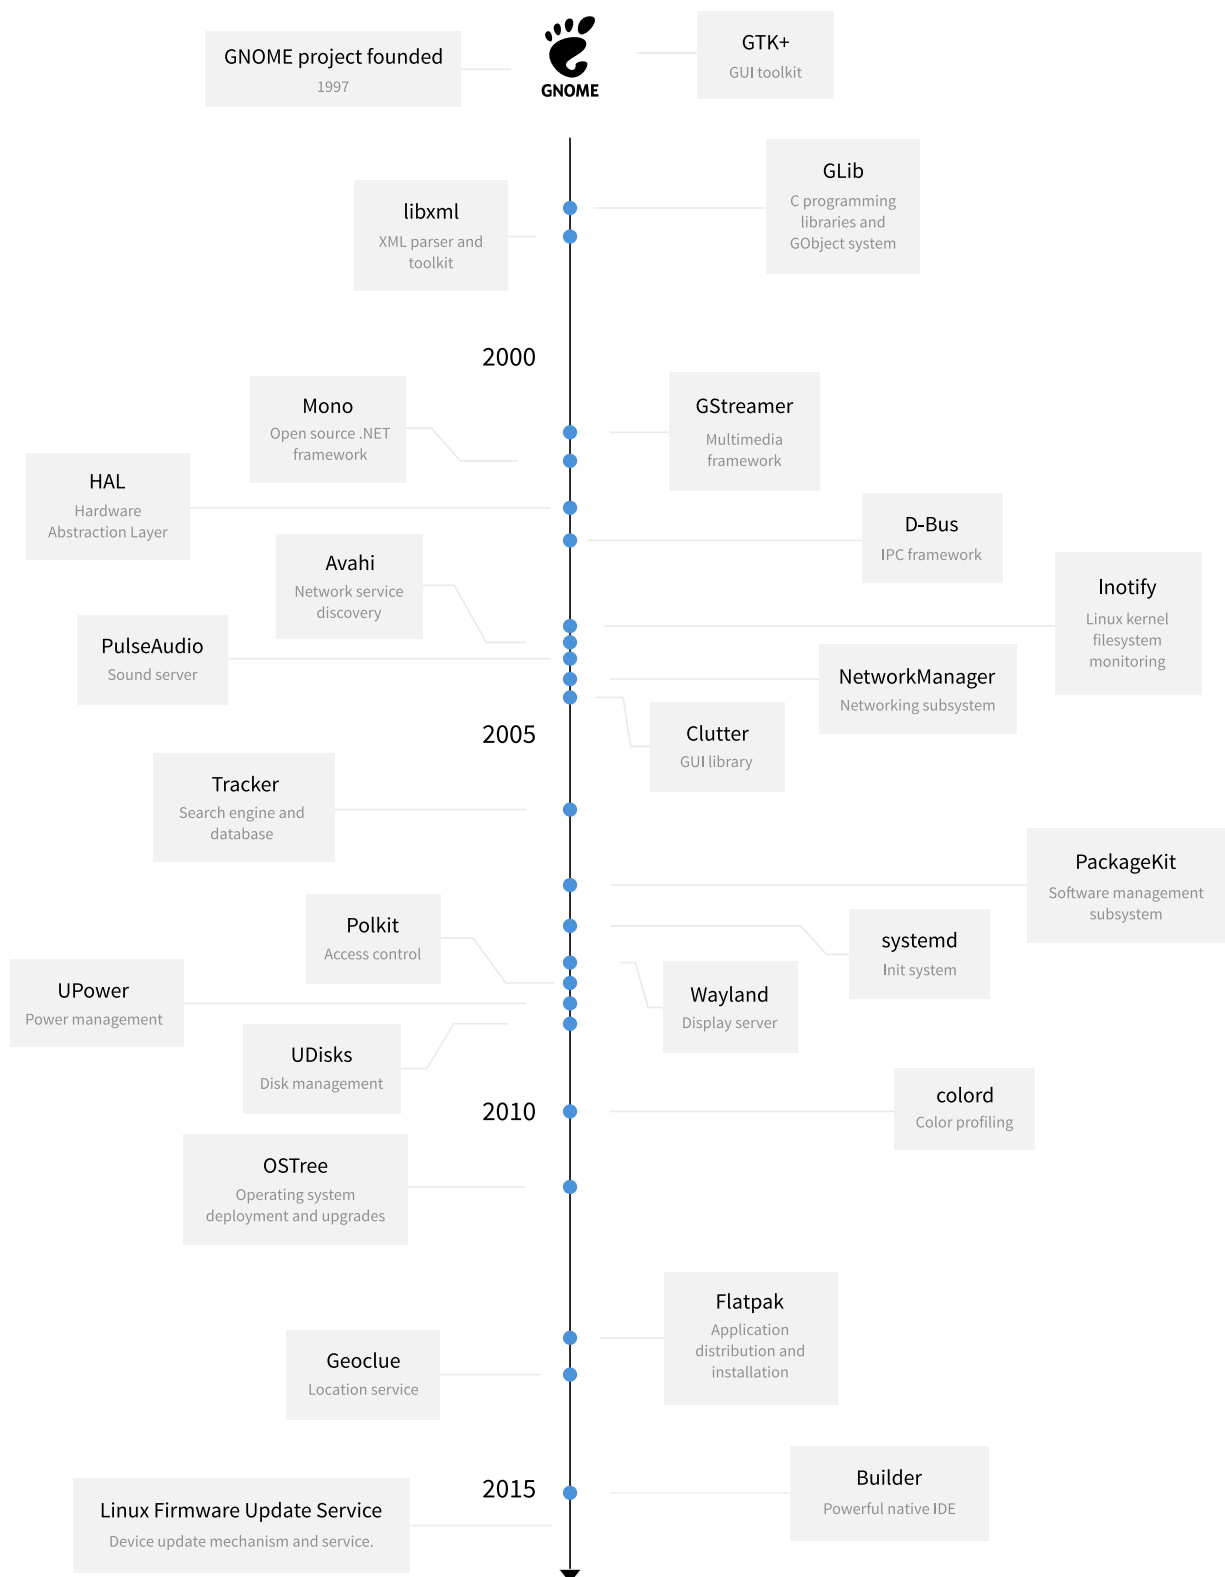 GNOME project founded
1997
GNOME
GTK+
GUI toolkit
GLib
C programming
libraries and
GObject system
libxml
XML parser and
toolkit
2000
Mono
Open source .NET
framework
GStreamer
Multimedia
framework
HAL
Hardware
Abstraction Layer
D-Bus
IPC framework
Avahi
Network service
discovery
Inotify
Linux kernel
filesystem
monitoring
PulseAudio
Sound server
NetworkManager
Networking subsystem
2005
Clutter
GUI library
Tracker
Search engine and
database
PackageKit
Software management
subsystem
Polkit
Access control
systemd
Init system
UPower
Power management
Wayland
Display server
UDisks
Disk management
2010
colord
Color profiling
OSTree
Operating system
deployment and upgrades
Flatpak
Application
distribution and
installation
Geoclue
Location service
2015
Builder
Powerful native IDE
Linux Firmware Update Service
Device update mechanism and service.